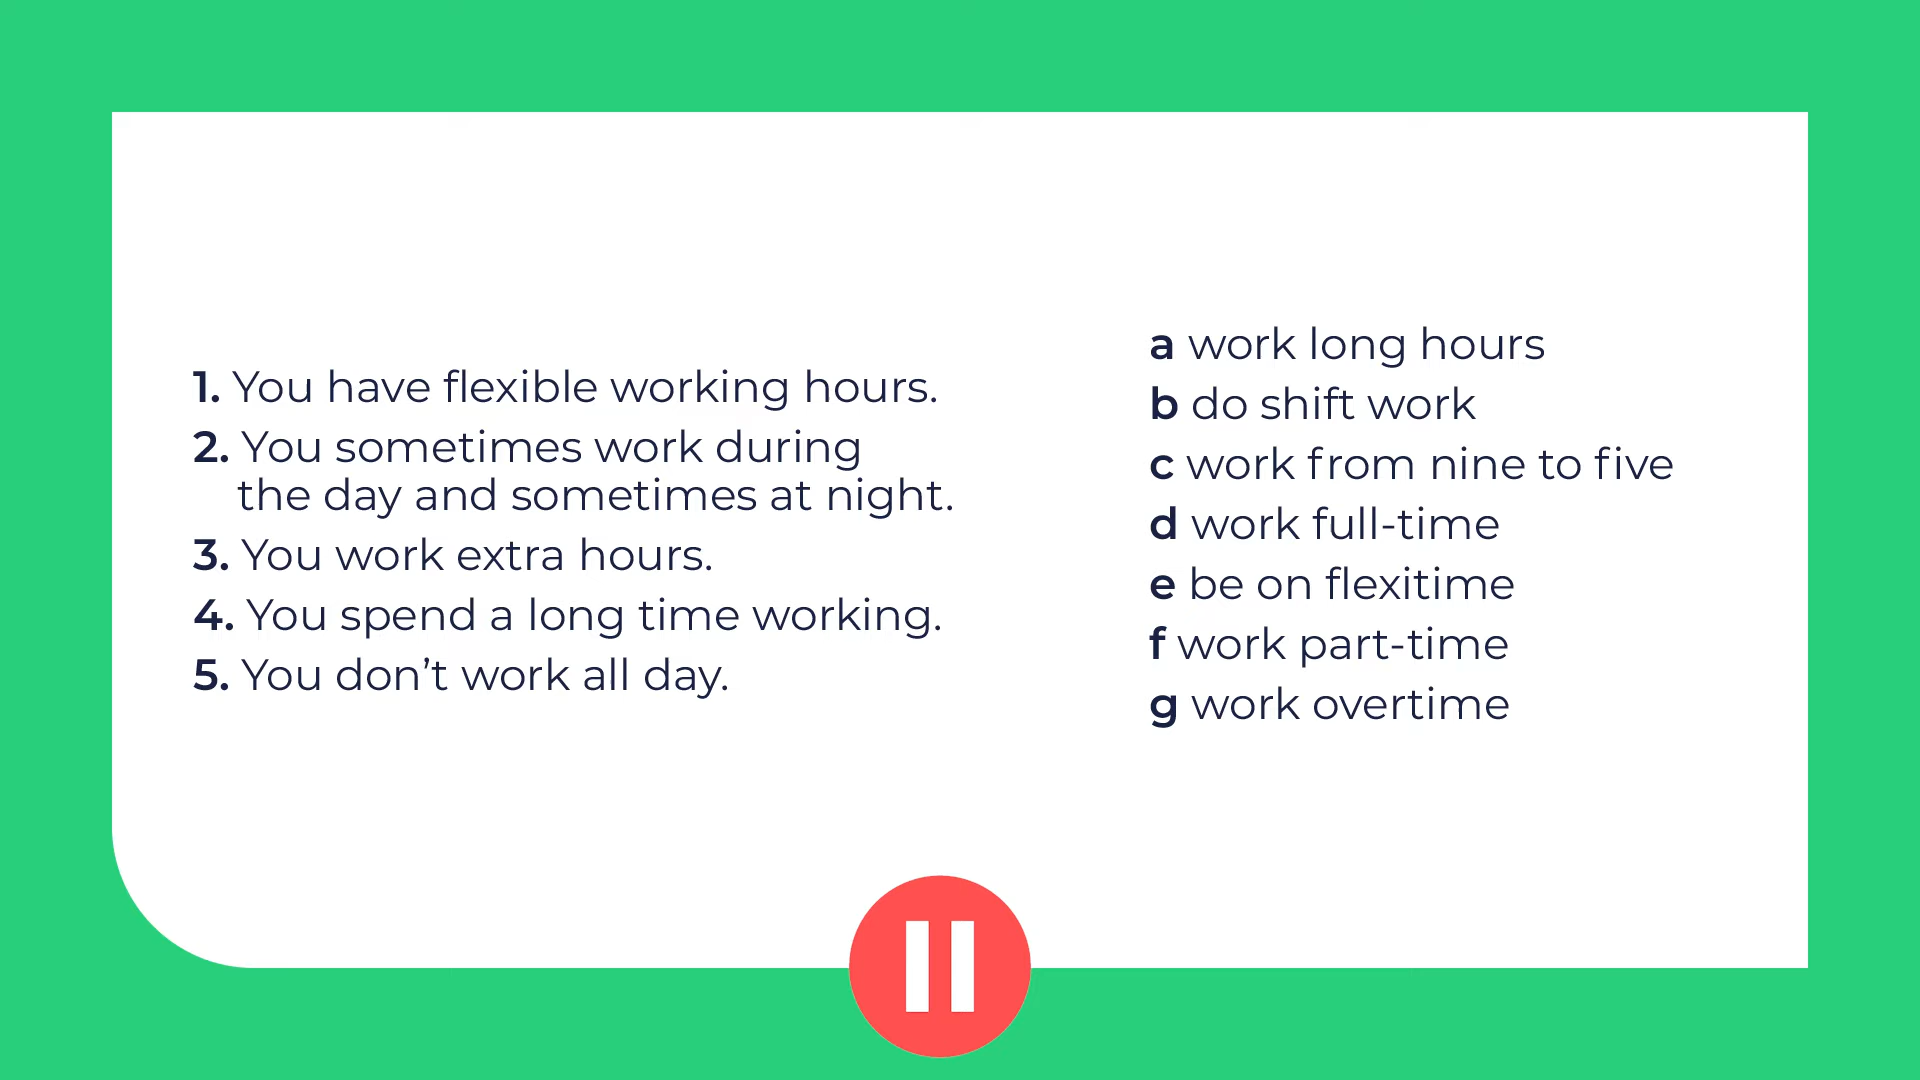 1. You have flexible working hours.
2. You sometimes work during
the day and sometimes at night.
3. You work extra hours.
4. You spend a long time working.
5. You don’t work all day.
a work long hours
b do shift work
c work from nine to five
d work full-time
e be on flexitime
f work part-time
g work overtime